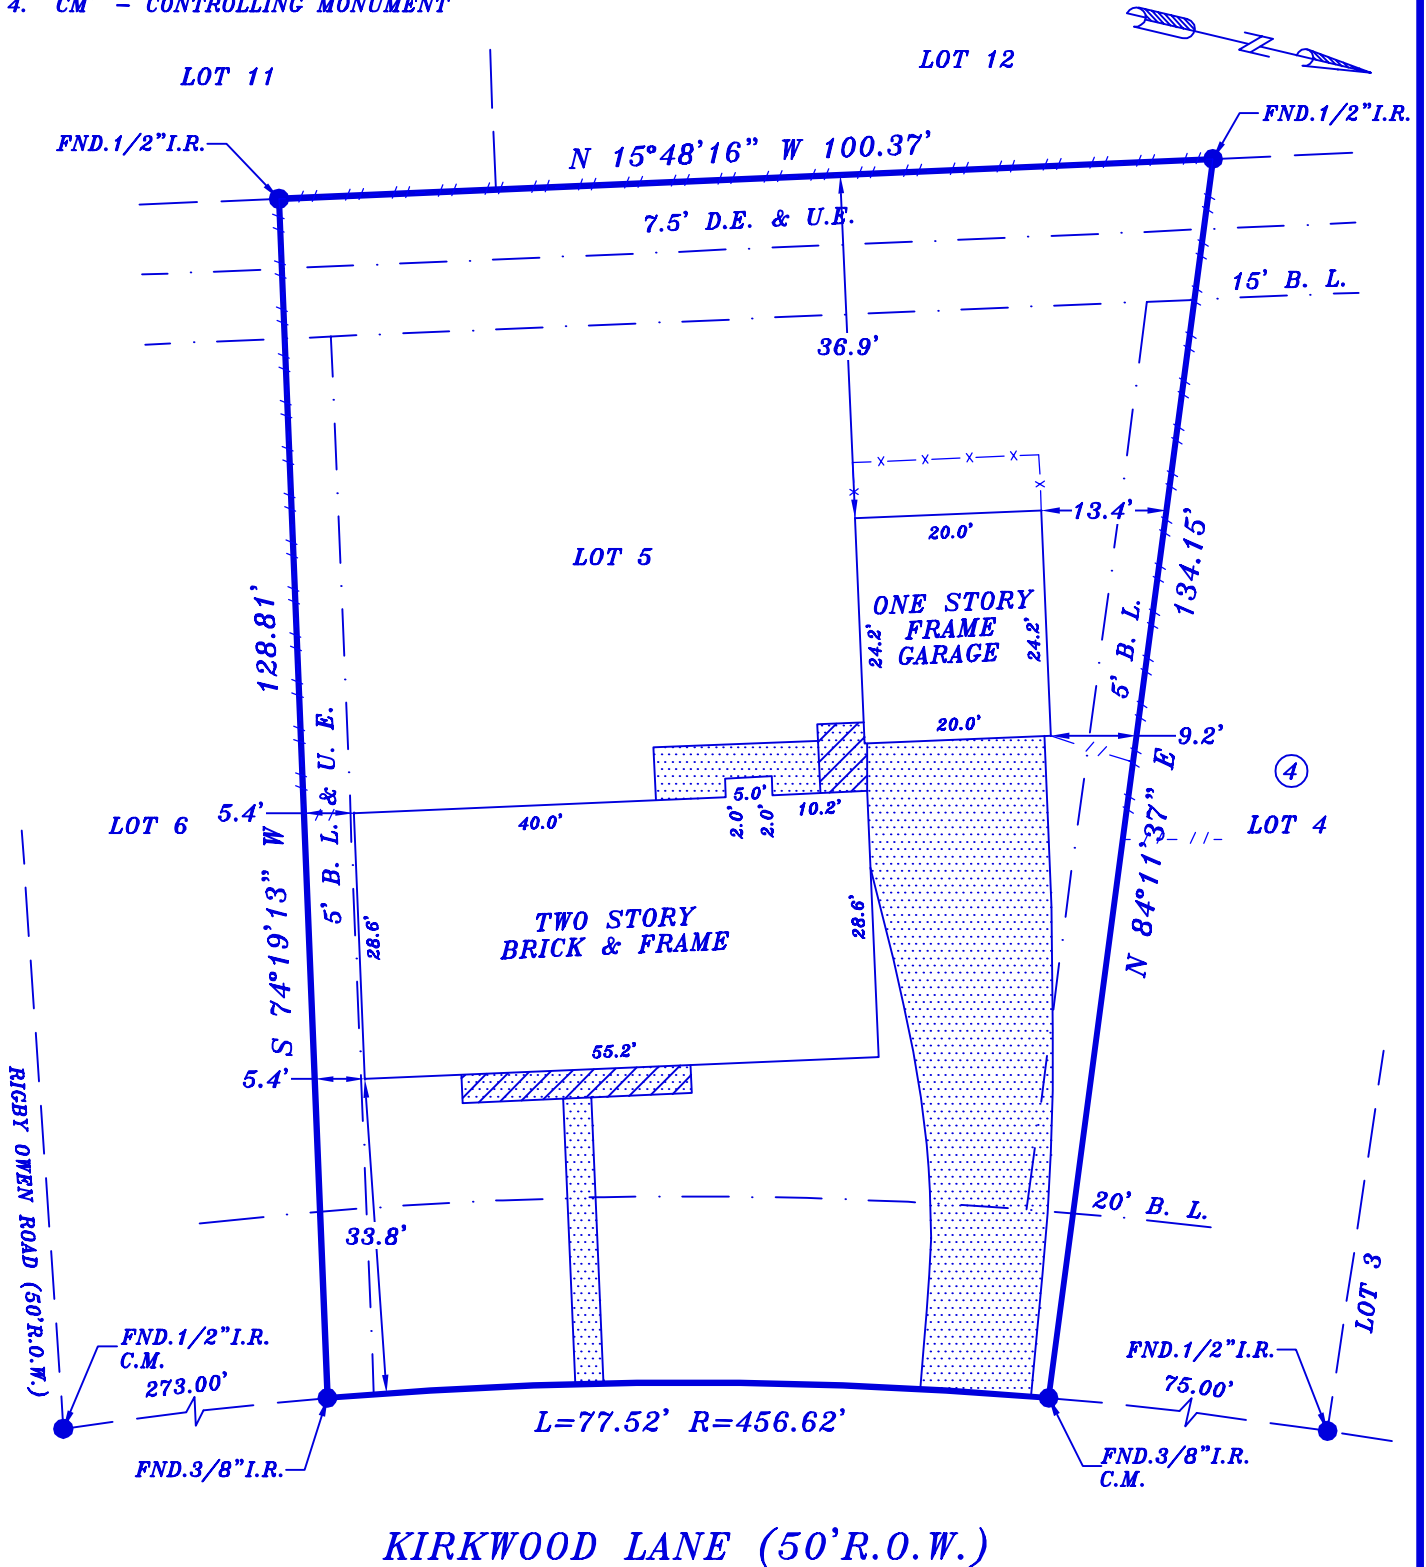 4. CM - CONTROLLING MONUMENT
LOT 11
LOT 12
N
FND.1/2"I.R.
FND.1/2"I.R.
N 15°48'16" W 100.37'
7.5' D.E. & U.E.
15' B. L.
36.9'
13.4'
20.0'
LOT 5
134.15'
128.81'
ONE STORY
FRAME
GARAGE
24.2'
24.2'
5' B. L.
20.0'
9.2'
4
5' B. L. & U. E.
5.4'
LOT 6
LOT 4
40.0'
5.0'
2.0'
2.0'
10.2'
N 84°11'37" E
S 74°19'13" W
28.6'
28.6'
TWO STORY
BRICK & FRAME
55.2'
5.4'
RIGBY OWEN ROAD (50'R.O.W.)
20' B. L.
33.8'
LOT 3
FND.1/2"I.R.
C.M.
273.00'
FND.1/2"I.R.
75.00'
L=77.52' R=456.62'
FND.3/8"I.R.
FND.3/8"I.R.
C.M.
KIRKWOOD LANE (50'R.O.W.)